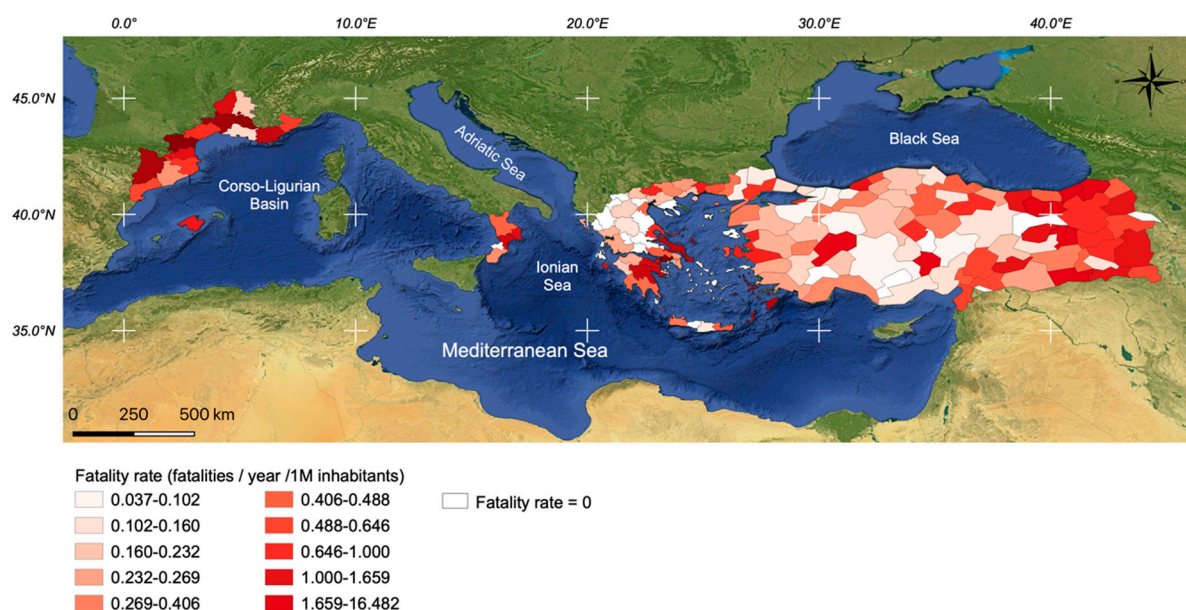 0.0° 10.0°E 20.0°E 30.0°E 40.0°E
N
W
45.0°N
Adriatic Sea
Black Sea
Corso-Ligurian
Basin
40.0°N
Ionian
Sea
35.0°N
Mediterranean Sea
0 250 500 km
Fatality rate (fatalities / year /1M inhabitants)
0.037-0.102 0.406-0.488 Fatality rate = 0
0.102-0.160 0.488-0.646
0.160-0.232 0.646-1.000
0.232-0.269 1.000-1.659
0.269-0.406 1.659-16.482